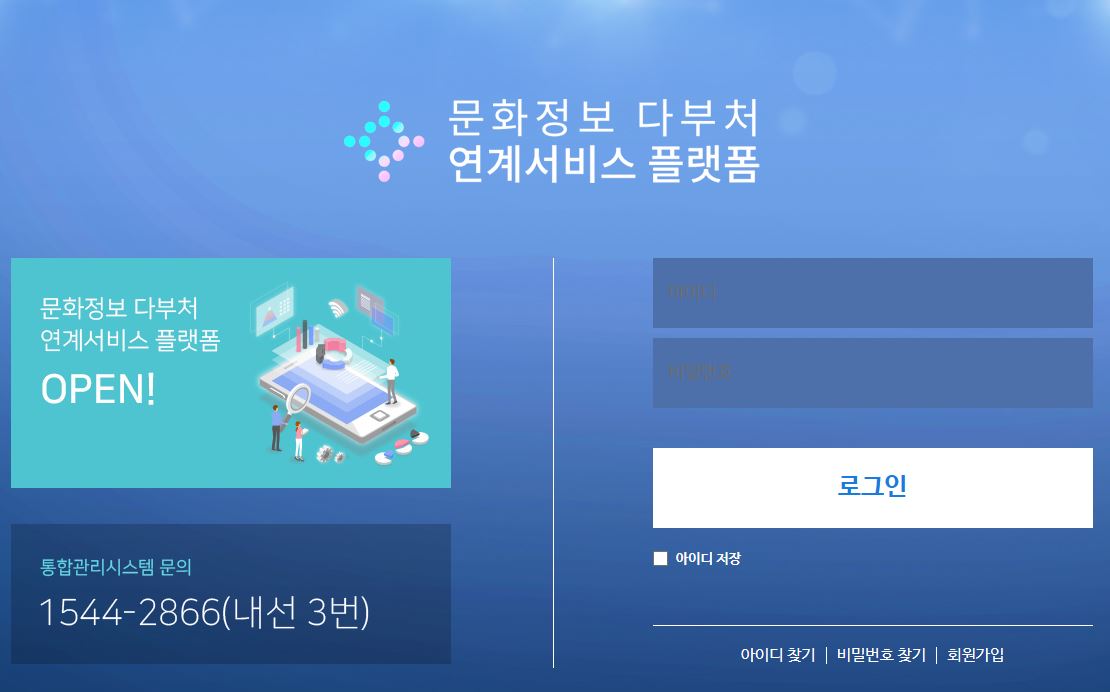 문화정보 다부처
연계서비스 플랫폼
문화정보 다부처
연계서비스 플랫폼
OPEN!
통합관리시스템 문의
1544-2866(내선 3번)
아이디
비밀번호
로그인
아이디 저장
아이디 찾기 | 비밀번호 찾기 | 회원가입